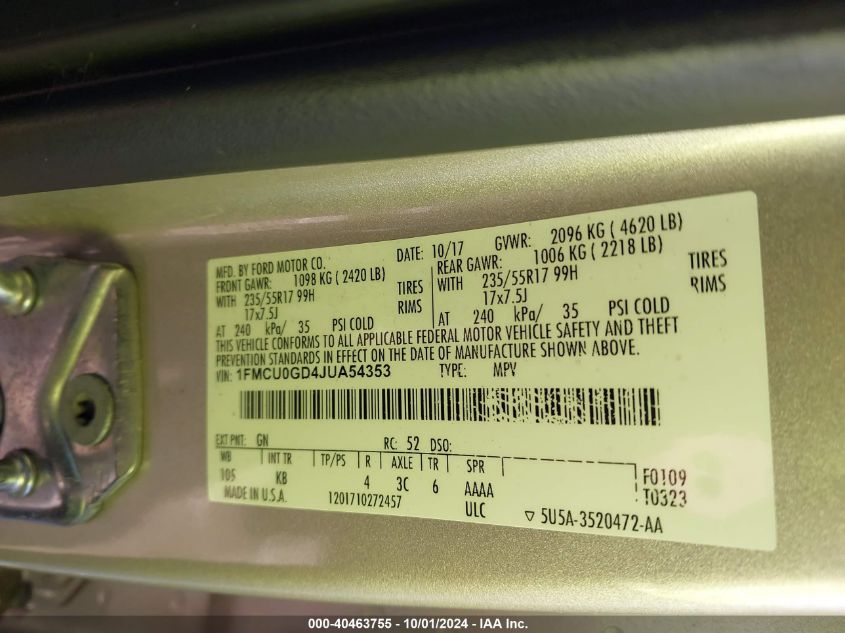 MFD. BY FORD MOTOR CO.
DATE: 10/17 GVWR: 2096 KG ( 4620 LB)
FRONT GAWR: 1098 KG ( 2420 LB)
WITH 235/55R17 99H TIRES
17x7.5J RIMS
AT 240 kPa/ 35 PSI COLD
REAR GAWR: 1006 KG ( 2218 LB)
WITH 235/55R17 99H TIRES
17x7.5J RIMS
AT 240 kPa/ 35 PSI COLD
THIS VEHICLE CONFORMS TO ALL APPLICABLE FEDERAL MOTOR VEHICLE SAFETY AND THEFT
PREVENTION STANDARDS IN EFFECT ON THE DATE OF MANUFACTURE SHOWN ABOVE.
VIN: 1FMCU0GD4JUA54353 TYPE: MPV
EXT PNT: GN RC: 52 DSO:
WB INT TR TP/PS R AXLE TR SPR
105 KB 4 3C 6 AAAA
F0109
T0323
MADE IN U.S.A. 1201710272457 ULC
▽ 5U5A-3520472-AA
000-40463755 - 10/01/2024 - IAA Inc.